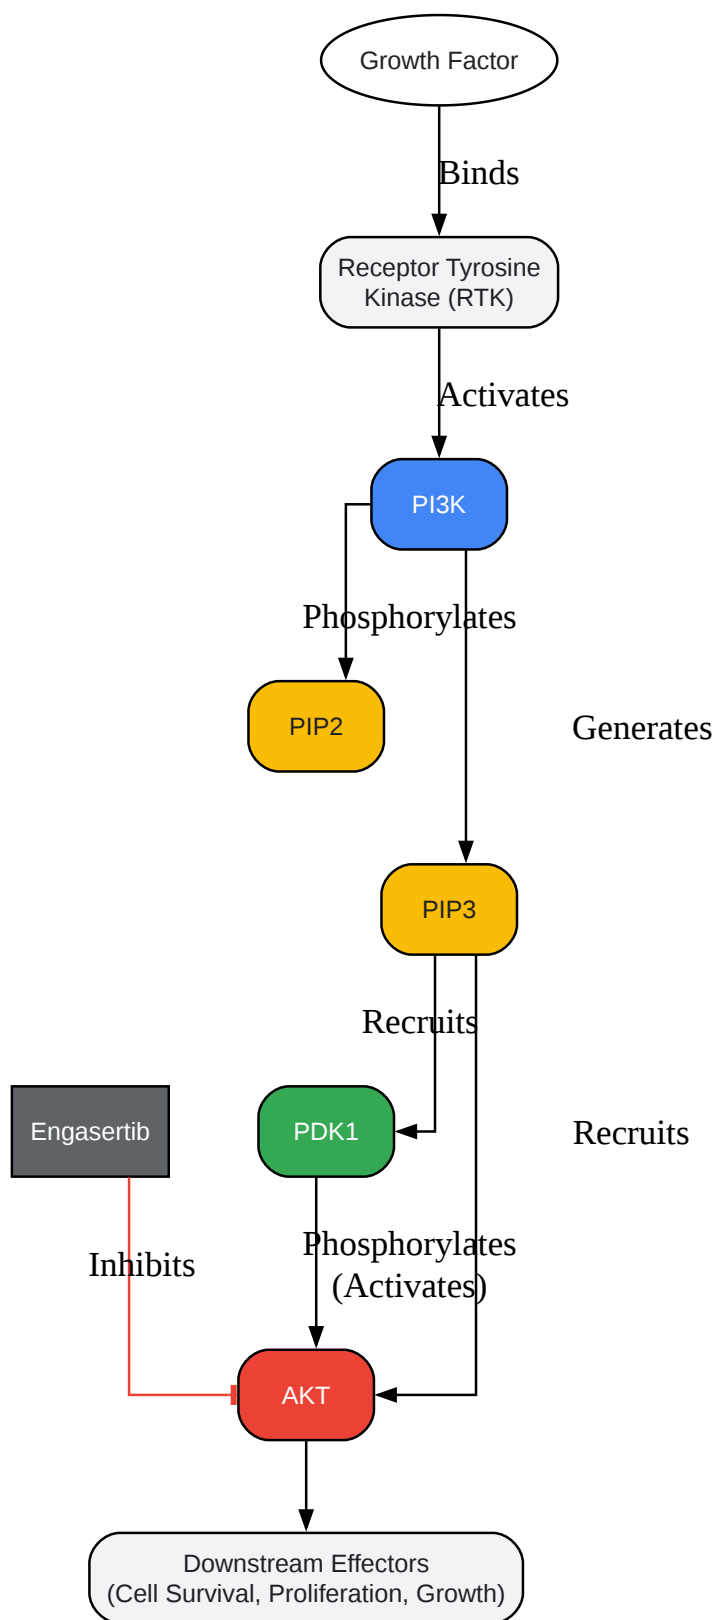 Growth Factor
Binds
Receptor Tyrosine
Kinase (RTK)
Activates
PI3K
Phosphorylates
PIP2
Generates
PIP3
Recruits
Engasertib
PDK1
Recruits
Phosphorylates
(Activates)
Inhibits
AKT
Downstream Effectors
(Cell Survival, Proliferation, Growth)